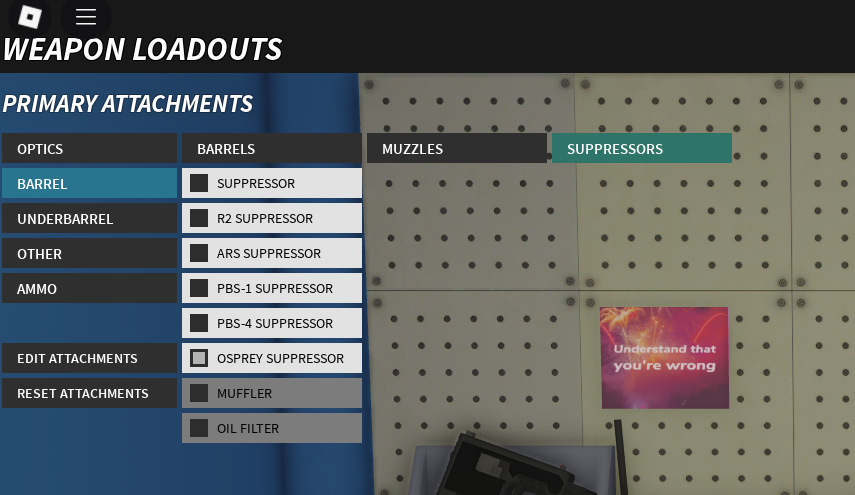 WEAPON LOADOUTS
PRIMARY ATTACHMENTS
OPTICS
BARRELS
MUZZLES
SUPPRESSORS
BARREL
SUPPRESSOR
UNDERBARREL
R2 SUPPRESSOR
OTHER
ARS SUPPRESSOR
AMMO
PBS-1 SUPPRESSOR
PBS-4 SUPPRESSOR
EDIT ATTACHMENTS
OSPREY SUPPRESSOR
RESET ATTACHMENTS
MUFFLER
OIL FILTER
Understand that
you're wrong